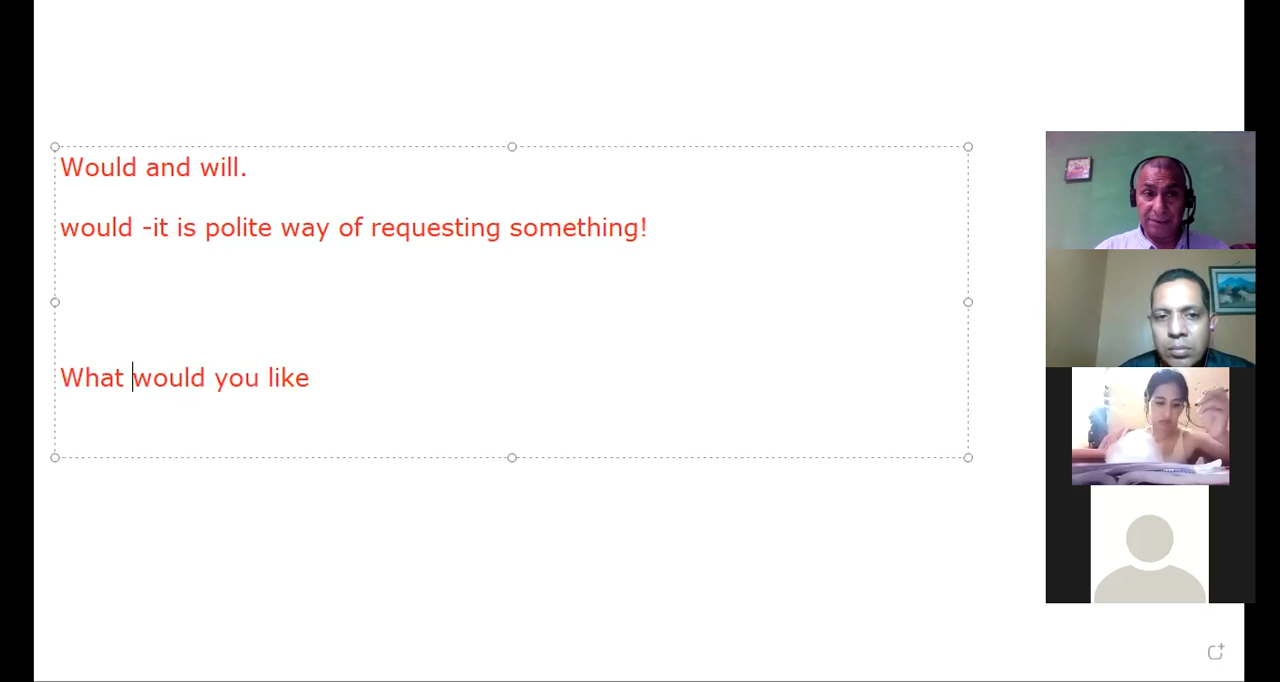 Would and will.
would -it is polite way of requesting something!
What would you like